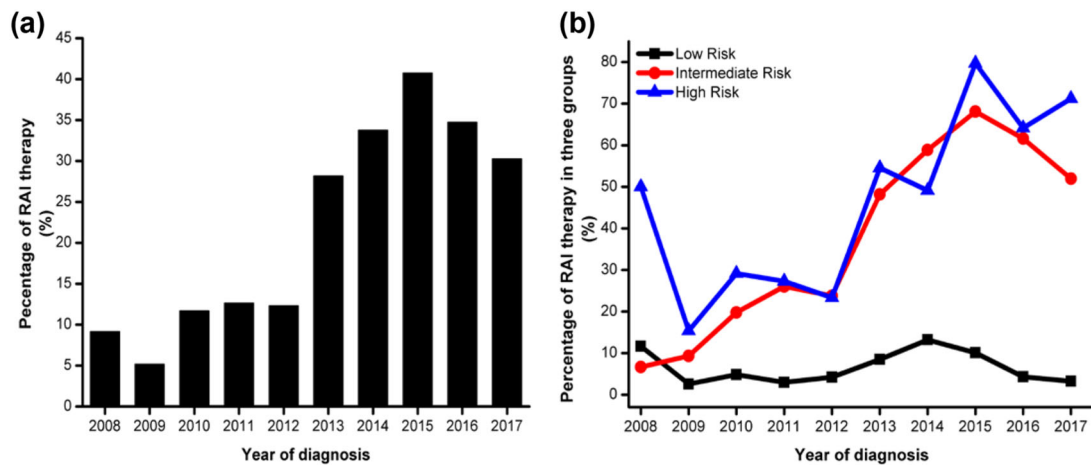 (a)
Pecentage of RAI therapy
(%)
45
40
35
30
25
20
15
10
5
0
2008 2009 2010 2011 2012 2013 2014 2015 2016 2017
Year of diagnosis
(b)
Percentage of RAI therapy in three groups
(%)
Low Risk
Intermediate Risk
High Risk
80
70
60
50
40
30
20
10
0
2008 2009 2010 2011 2012 2013 2014 2015 2016 2017
Year of diagnosis